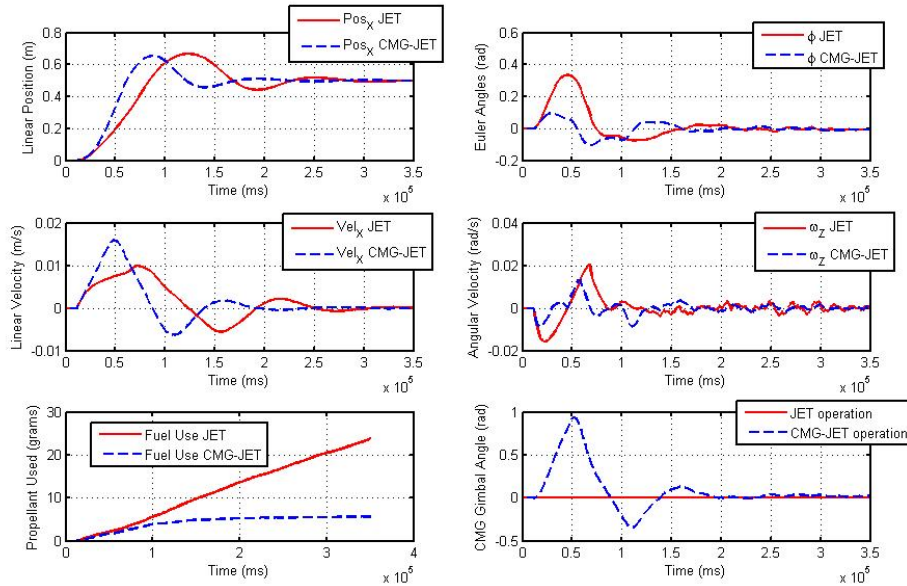 Linear Position (m)
0.8
0.6
0.4
0.2
0
Pos_X JET
Pos_X CMG-JET
0 0.5 1 1.5 2 2.5 3 3.5
Time (ms)
x 10^5
Euler Angles (rad)
0.6
0.4
0.2
0
-0.2
ϕ JET
ϕ CMG-JET
0 0.5 1 1.5 2 2.5 3 3.5
Time (ms)
x 10^5
Linear Velocity (m/s)
0.02
0.01
0
-0.01
Vel_X JET
Vel_X CMG-JET
0 0.5 1 1.5 2 2.5 3 3.5
Time (ms)
x 10^5
Angular Velocity (rad/s)
0.04
0.02
0
-0.02
ω_Z JET
ω_Z CMG-JET
0 0.5 1 1.5 2 2.5 3 3.5
Time (ms)
x 10^5
Propellant Used (grams)
30
20
10
0
Fuel Use JET
Fuel Use CMG-JET
0 1 2 3 4
Time (ms)
x 10^5
CMG Gimbal Angle (rad)
1
0.5
0
-0.5
JET operation
CMG-JET operation
0 0.5 1 1.5 2 2.5 3 3.5
Time (ms)
x 10^5